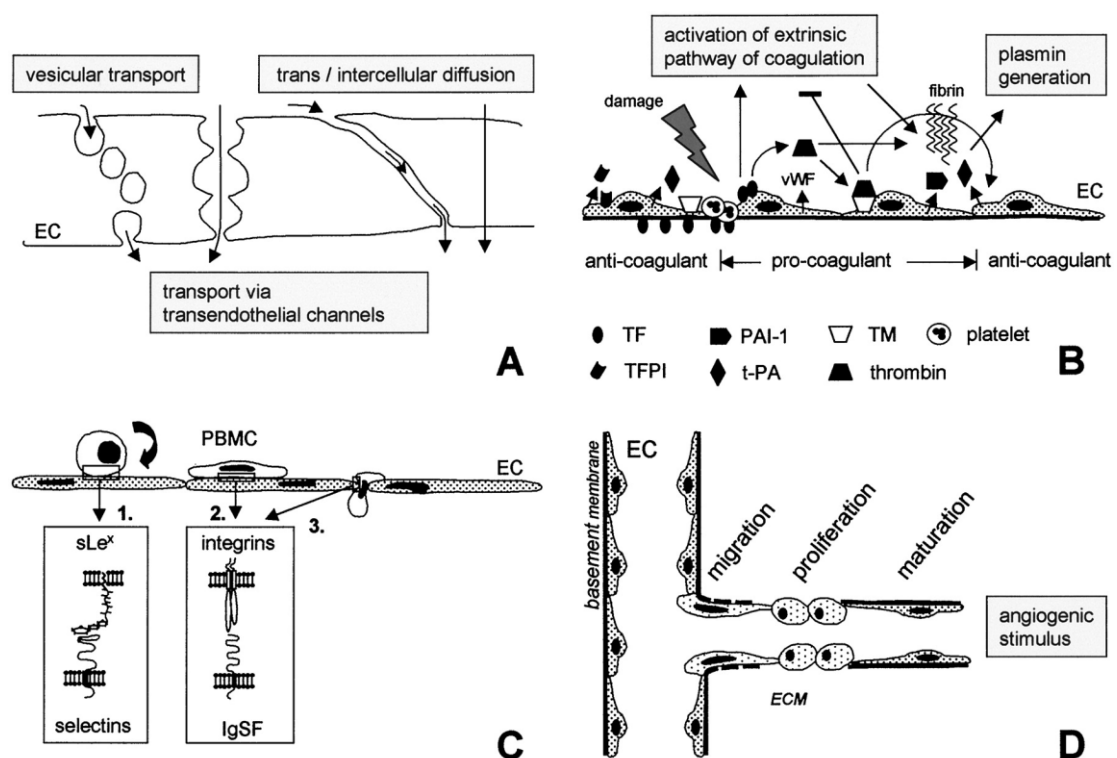 vesicular transport
trans / intercellular diffusion
EC
transport via
transendothelial channels
A
activation of extrinsic
pathway of coagulation
plasmin
generation
damage
fibrin
vWF
EC
anti-coagulant
pro-coagulant
anti-coagulant
TF
PAI-1
TM
platelet
TFPI
t-PA
thrombin
B
PBMC
EC
1.
2.
3.
sLeˣ
integrins
selectins
IgSF
C
EC
basement membrane
migration
proliferation
maturation
angiogenic
stimulus
ECM
D